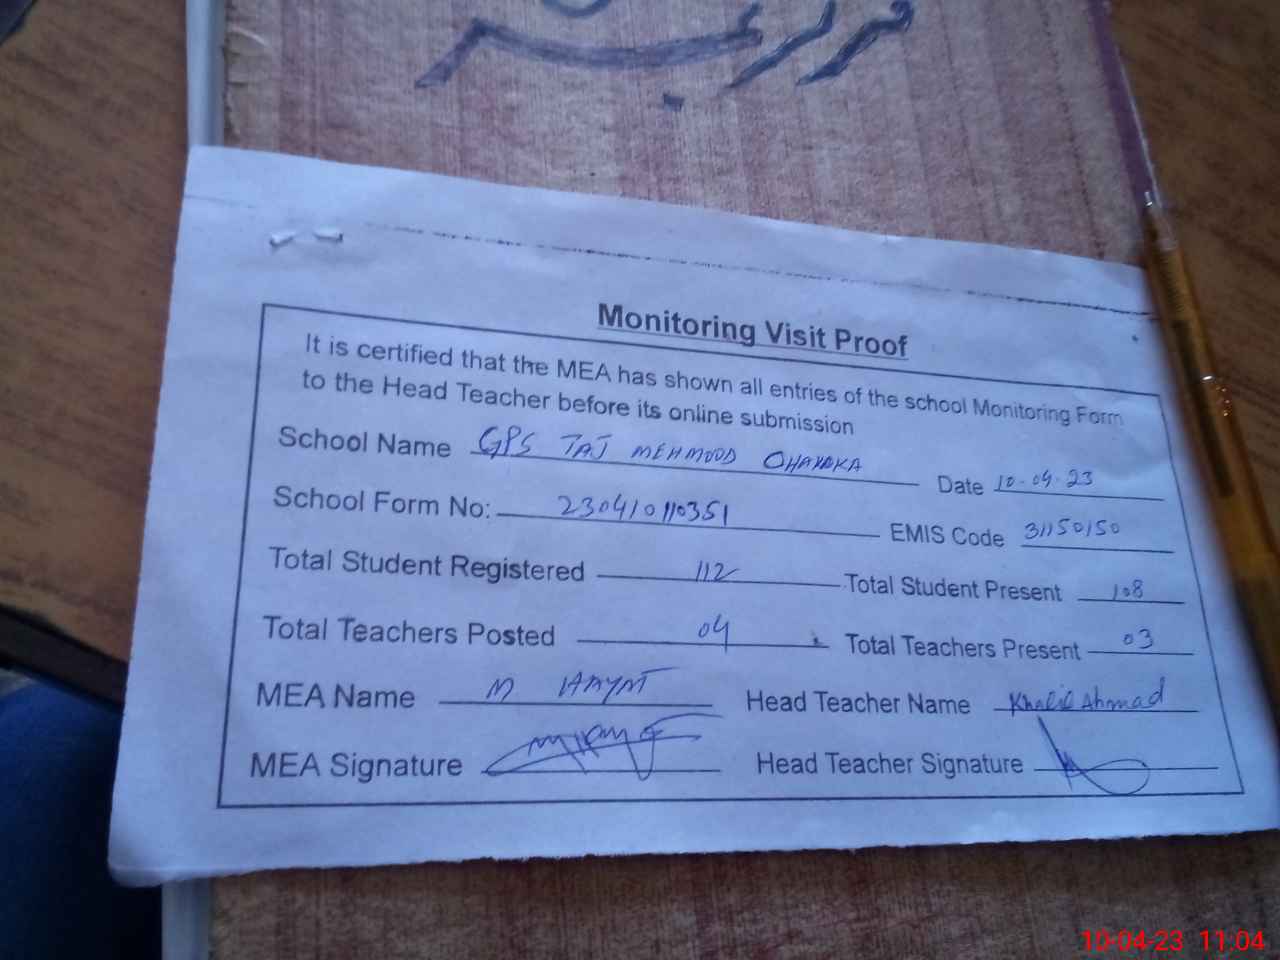 Monitoring Visit Proof
It is certified that the MEA has shown all entries of the school Monitoring Form
to the Head Teacher before its online submission
School Name GPS TAJ MEHMOOD Date 10-04-23
School Form No: 230410110351 EMIS Code 31150150
Total Student Registered 112 Total Student Present 108
Total Teachers Posted 04 Total Teachers Present 03
MEA Name M HAYAT Head Teacher Name Khalil Ahmad
MEA Signature Head Teacher Signature
10-04-23 11:04